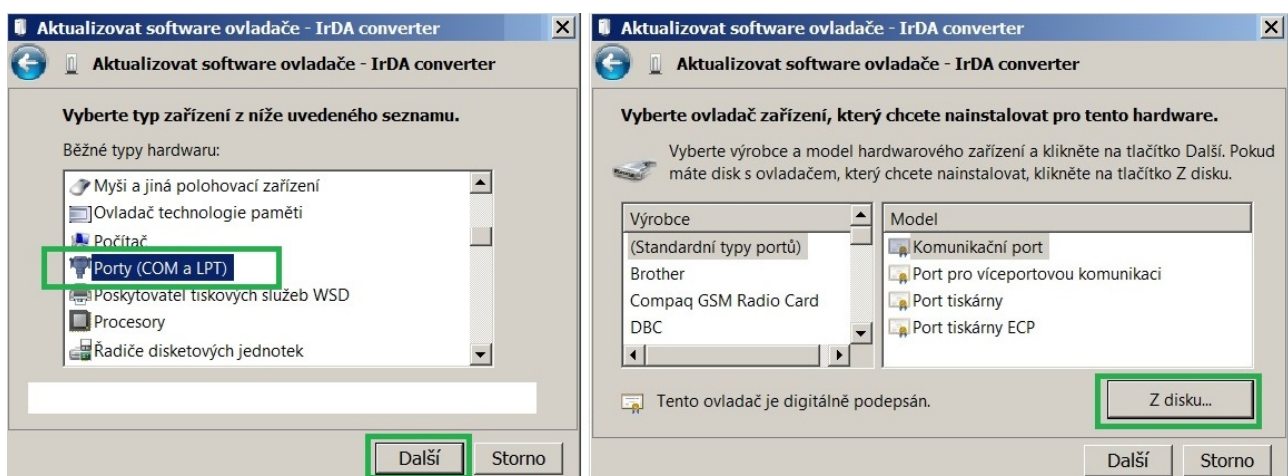 Aktualizovat software ovladače - IrDA converter
Aktualizovat software ovladače - IrDA converter
Vyberte typ zařízení z níže uvedeného seznamu.
Běžné typy hardwaru:
Myši a jiná polohovací zařízení
Ovladač technologie paměti
Počítač
Porty (COM a LPT)
Poskytovatel tiskových služeb WSD
Procesory
Řadiče disketových jednotek
Další
Storno
Aktualizovat software ovladače - IrDA converter
Aktualizovat software ovladače - IrDA converter
Vyberte ovladač zařízení, který chcete nainstalovat pro tento hardware.
Vyberte výrobce a model hardwarového zařízení a klikněte na tlačítko Další. Pokud
máte disk s ovladačem, který chcete nainstalovat, klikněte na tlačítko Z disku.
Výrobce
(Standardní typy portů)
Brother
Compaq GSM Radio Card
DBC
Model
Komunikační port
Port pro víceportovou komunikaci
Port tiskárny
Port tiskárny ECP
Tento ovladač je digitálně podepsán.
Z disku...
Další
Storno